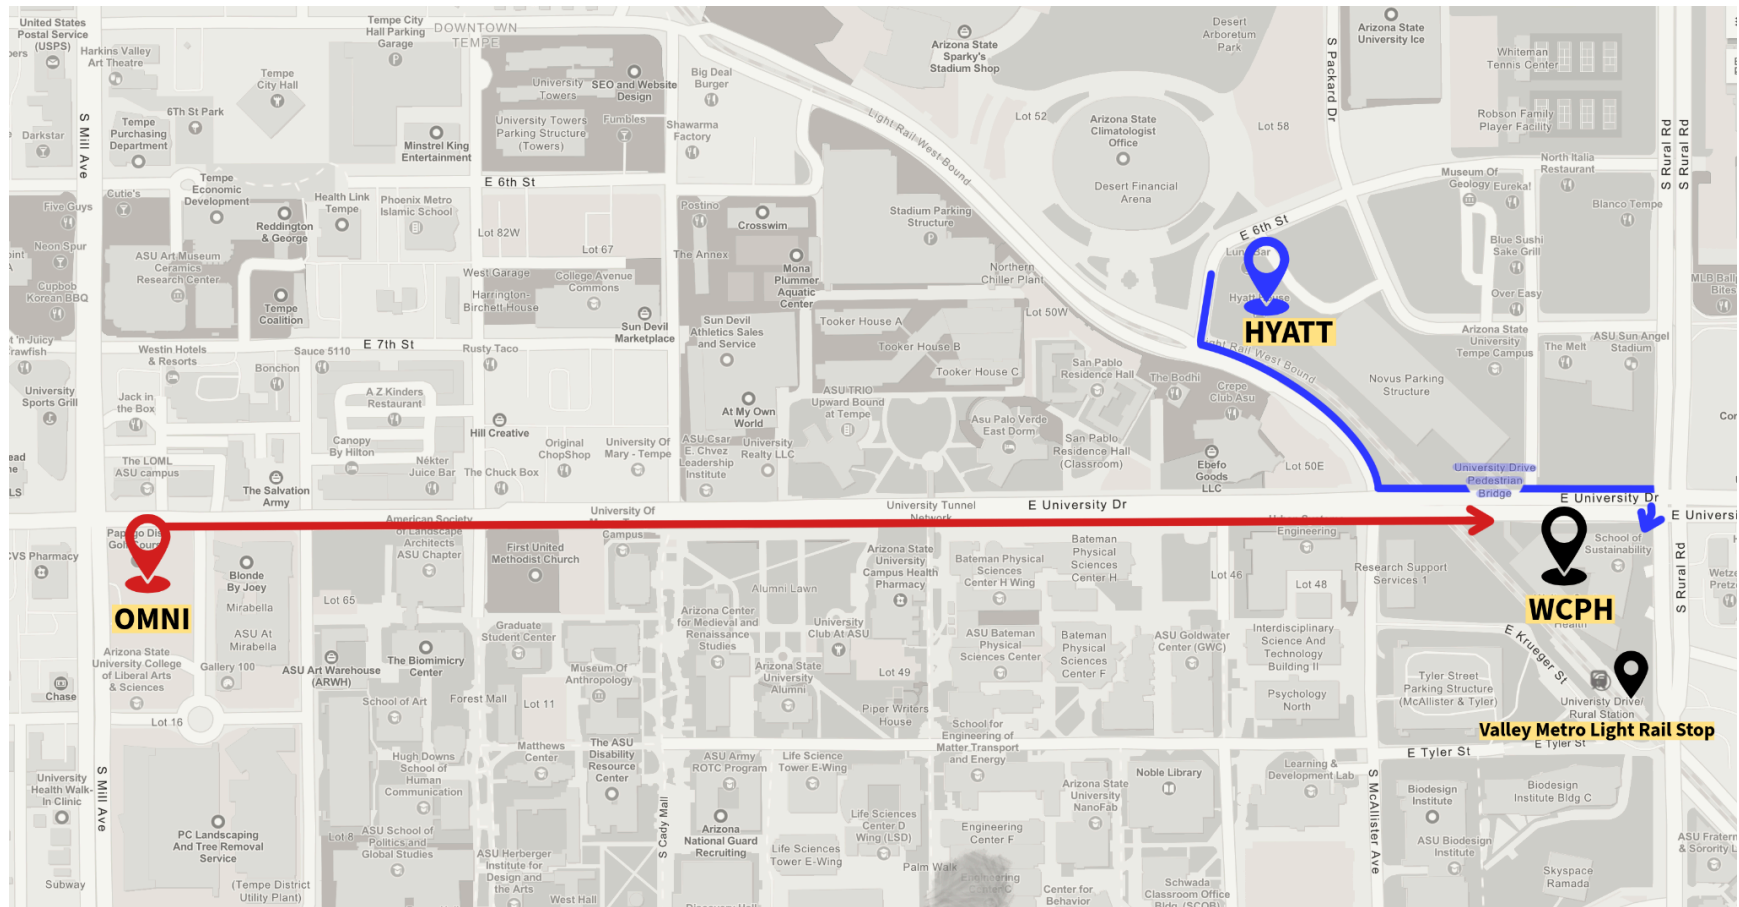 United States
Postal Service
(USPS)
Harkins Valley
Art Theatre
Tempe City
Hall Parking
Garage
DOWNTOWN
TEMPE
Tempe
City Hall
6Th St Park
Darkstar
Tempe
Purchasing
Department
Minstrel King
Entertainment
University
Towers
SEO and Website
Design
University Towers
Parking Structure
(Towers)
Fumbles
Big Deal
Burger
Shawarma
Factory
Arizona State
Sparky's
Stadium Shop
Desert
Arboretum
Park
Arizona State
University Ice
Whiteman
Tennis Center
Robson Family
Player Facility
Lot 52
Lot 58
Arizona State
Climatologist
Office
Desert Financial
Arena
Light Rail West Bound
S Packard Dr
S Rural Rd
S Rural Rd
S Mill Ave
E 6th St
Cutie's
Five Guys
Neon Spur
Cupbob
Korean BBQ
Tempe
Economic
Development
Reddington
& George
Health Link
Tempe
Phoenix Metro
Islamic School
ASU Art Museum
Ceramics
Research Center
Tempe
Coalition
Lot 82W
Lot 67
West Garage
Harrington-
Birchett House
College Avenue
Commons
Sun Devil
Marketplace
Postino
Crosswim
The Annex
Mona
Plummer
Aquatic
Center
Stadium Parking
Structure
Northern
Chiller Plant
Lot 50W
E 6th St
Hyatt House
HYATT
Museum Of
Geology
Eureka!
North Italia
Restaurant
Blanco Tempe
Blue Sushi
Sake Grill
Over Easy
MLB Ball
Bites
Arizona State
University
Tempe Campus
The Melt
ASU Sun Angel
Stadium
Novus Parking
Structure
Light Rail West Bound
E 7th St
Westin Hotels
& Resorts
Sauce 5110
Bonchon
Rusty Taco
Sun Devil
Athletics Sales
and Service
Tooker House A
Tooker House B
Tooker House C
University
Sports Grill
Jack in
the Box
A Z Kinders
Restaurant
Hill Creative
At My Own
World
ASU TRIO
Upward Bound
at Tempe
San Pablo
Residence Hall
The Bodhi
Crepe
Club Asu
Asu Palo Verde
East Dorm
San Pablo
Residence Hall
(Classroom)
Ebefo
Goods
LLC
Lot 50E
The LOML
ASU campus
Canopy
By Hilton
Nékter
Juice Bar
The Chuck Box
Original
ChopShop
University Of
Mary - Tempe
ASU Csar
E. Chvez
Leadership
Institute
University
Realty LLC
The Salvation
Army
University Drive
Pedestrian
Bridge
University Tunnel
Network
E University Dr
E University Dr
CVS Pharmacy
OMNI
Blonde
By Joey
Mirabella
ASU At
Mirabella
American Society
of Landscape
Architects
ASU Chapter
University Of
Campus
First United
Methodist Church
Alumni Lawn
Arizona State
University
Campus Health
Pharmacy
Bateman
Physical
Sciences
Center H
Bateman Physical
Sciences
Center H Wing
Engineering
Research Support
Services 1
Lot 46
Lot 48
School of
Sustainability
WCPH
Health
S Rural Rd
Lot 65
Arizona State
University College
of Liberal Arts
& Sciences
Gallery 100
ASU Art Warehouse
(ARWH)
The Biomimicry
Center
Graduate
Student Center
Museum Of
Anthropology
Arizona Center
for Medieval and
Renaissance
Studies
University
Club At ASU
Arizona State
University
Alumni
Lot 49
Piper Writers
House
ASU Bateman
Physical
Sciences Center
Bateman
Physical
Sciences
Center F
ASU Goldwater
Center (GWC)
Interdisciplinary
Science And
Technology
Building II
Psychology
North
E Krueger St
Tyler Street
Parking Structure
(McAllister & Tyler)
University Drive/
Rural Station
Valley Metro Light Rail Stop
Chase
Lot 16
School of Art
Forest Mall
Lot 11
School for
Engineering of
Matter Transport
and Energy
E Tyler St
E Tyler St
University
Health Walk-
In Clinic
S Mill Ave
PC Landscaping
And Tree Removal
Service
Hugh Downs
School of
Human
Communication
Matthews
Center
The ASU
Disability
Resource
Center
ASU Army
ROTC Program
Life Science
Tower E-Wing
Noble Library
Learning &
Development Lab
Biodesign
Institute
Biodesign
Institute Bldg C
Arizona State
University
NanoFab
Lot 8
ASU School of
Politics and
Global Studies
ASU Herberger
Institute for
Design and
the Arts
S Cady Mall
Arizona
National Guard
Recruiting
Life Sciences
Center D
Wing (LSD)
Life Sciences
Tower E-Wing
Engineering
Center F
Palm Walk
S McAllister Ave
ASU Biodesign
Institute
Skyspace
Ramada
Subway
(Tempe District
Utility Plant)
West Hall
Center for
Behavior
Schwada
Classroom Office
Bldg (SCOB)